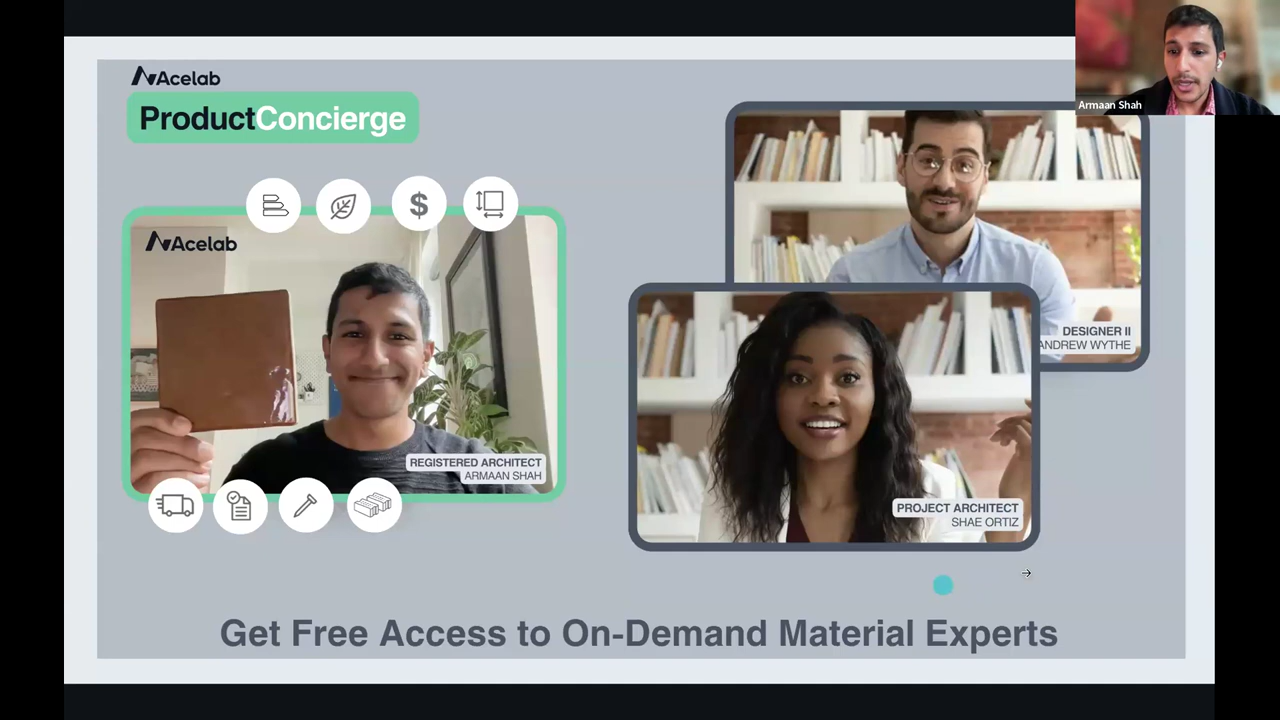 Acelab
ProductConcierge
Armaan Shah
$
Acelab
REGISTERED ARCHITECT
ARMAAN SHAH
DESIGNER II
ANDREW WYTHE
PROJECT ARCHITECT
SHAE ORTIZ
Get Free Access to On-Demand Material Experts